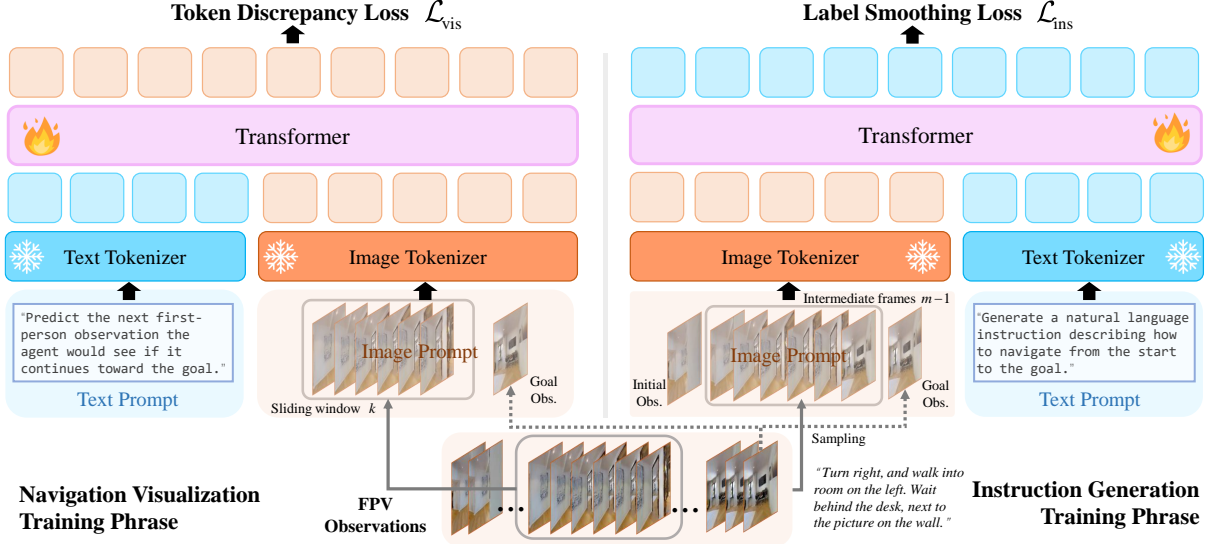 Token Discrepancy Loss ℒvis
Label Smoothing Loss ℒins
Transformer
Transformer
Text Tokenizer
Image Tokenizer
Image Tokenizer
Text Tokenizer
"Predict the next first-
person observation the
agent would see if it
continues toward the goal."
Text Prompt
Image Prompt
Sliding window k
Goal
Obs.
Intermediate frames m−1
Image Prompt
Initial
Obs.
Goal
Obs.
"Generate a natural language
instruction describing how
to navigate from the start
to the goal."
Text Prompt
Sampling
Navigation Visualization
Training Phrase
FPV
Observations
"Turn right, and walk into
room on the left. Wait
behind the desk, next to
the picture on the wall."
Instruction Generation
Training Phrase